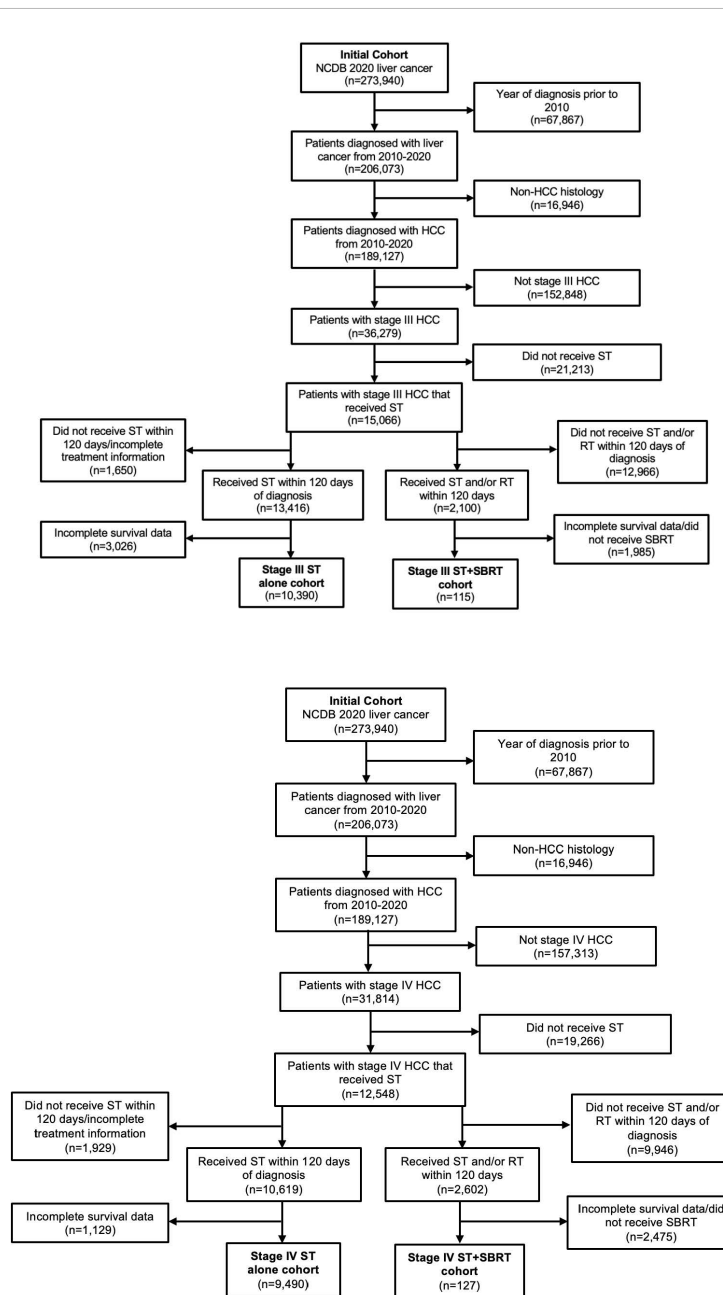 Initial Cohort
NCDB 2020 liver cancer
(n=273,940)
Year of diagnosis prior to
2010
(n=67,867)
Patients diagnosed with liver
cancer from 2010-2020
(n=206,073)
Non-HCC histology
(n=16,946)
Patients diagnosed with HCC
from 2010-2020
(n=189,127)
Not stage III HCC
(n=152,848)
Patients with stage III HCC
(n=36,279)
Did not receive ST
(n=21,213)
Patients with stage III HCC that
received ST
(n=15,066)
Did not receive ST within
120 days/incomplete
treatment information
(n=1,650)
Did not receive ST and/or
RT within 120 days of
diagnosis
(n=12,966)
Received ST within 120 days
of diagnosis
(n=13,416)
Received ST and/or RT
within 120 days
(n=2,100)
Incomplete survival data
(n=3,026)
Incomplete survival data/did
not receive SBRT
(n=1,985)
Stage III ST
alone cohort
(n=10,390)
Stage III ST+SBRT
cohort
(n=115)
Initial Cohort
NCDB 2020 liver cancer
(n=273,940)
Year of diagnosis prior to
2010
(n=67,867)
Patients diagnosed with liver
cancer from 2010-2020
(n=206,073)
Non-HCC histology
(n=16,946)
Patients diagnosed with HCC
from 2010-2020
(n=189,127)
Not stage IV HCC
(n=157,313)
Patients with stage IV HCC
(n=31,814)
Did not receive ST
(n=19,266)
Patients with stage IV HCC that
received ST
(n=12,548)
Did not receive ST within
120 days/incomplete
treatment information
(n=1,929)
Did not receive ST and/or
RT within 120 days of
diagnosis
(n=9,946)
Received ST within 120 days
of diagnosis
(n=10,619)
Received ST and/or RT
within 120 days
(n=2,602)
Incomplete survival data
(n=1,129)
Incomplete survival data/did
not receive SBRT
(n=2,475)
Stage IV ST
alone cohort
(n=9,490)
Stage IV ST+SBRT
cohort
(n=127)